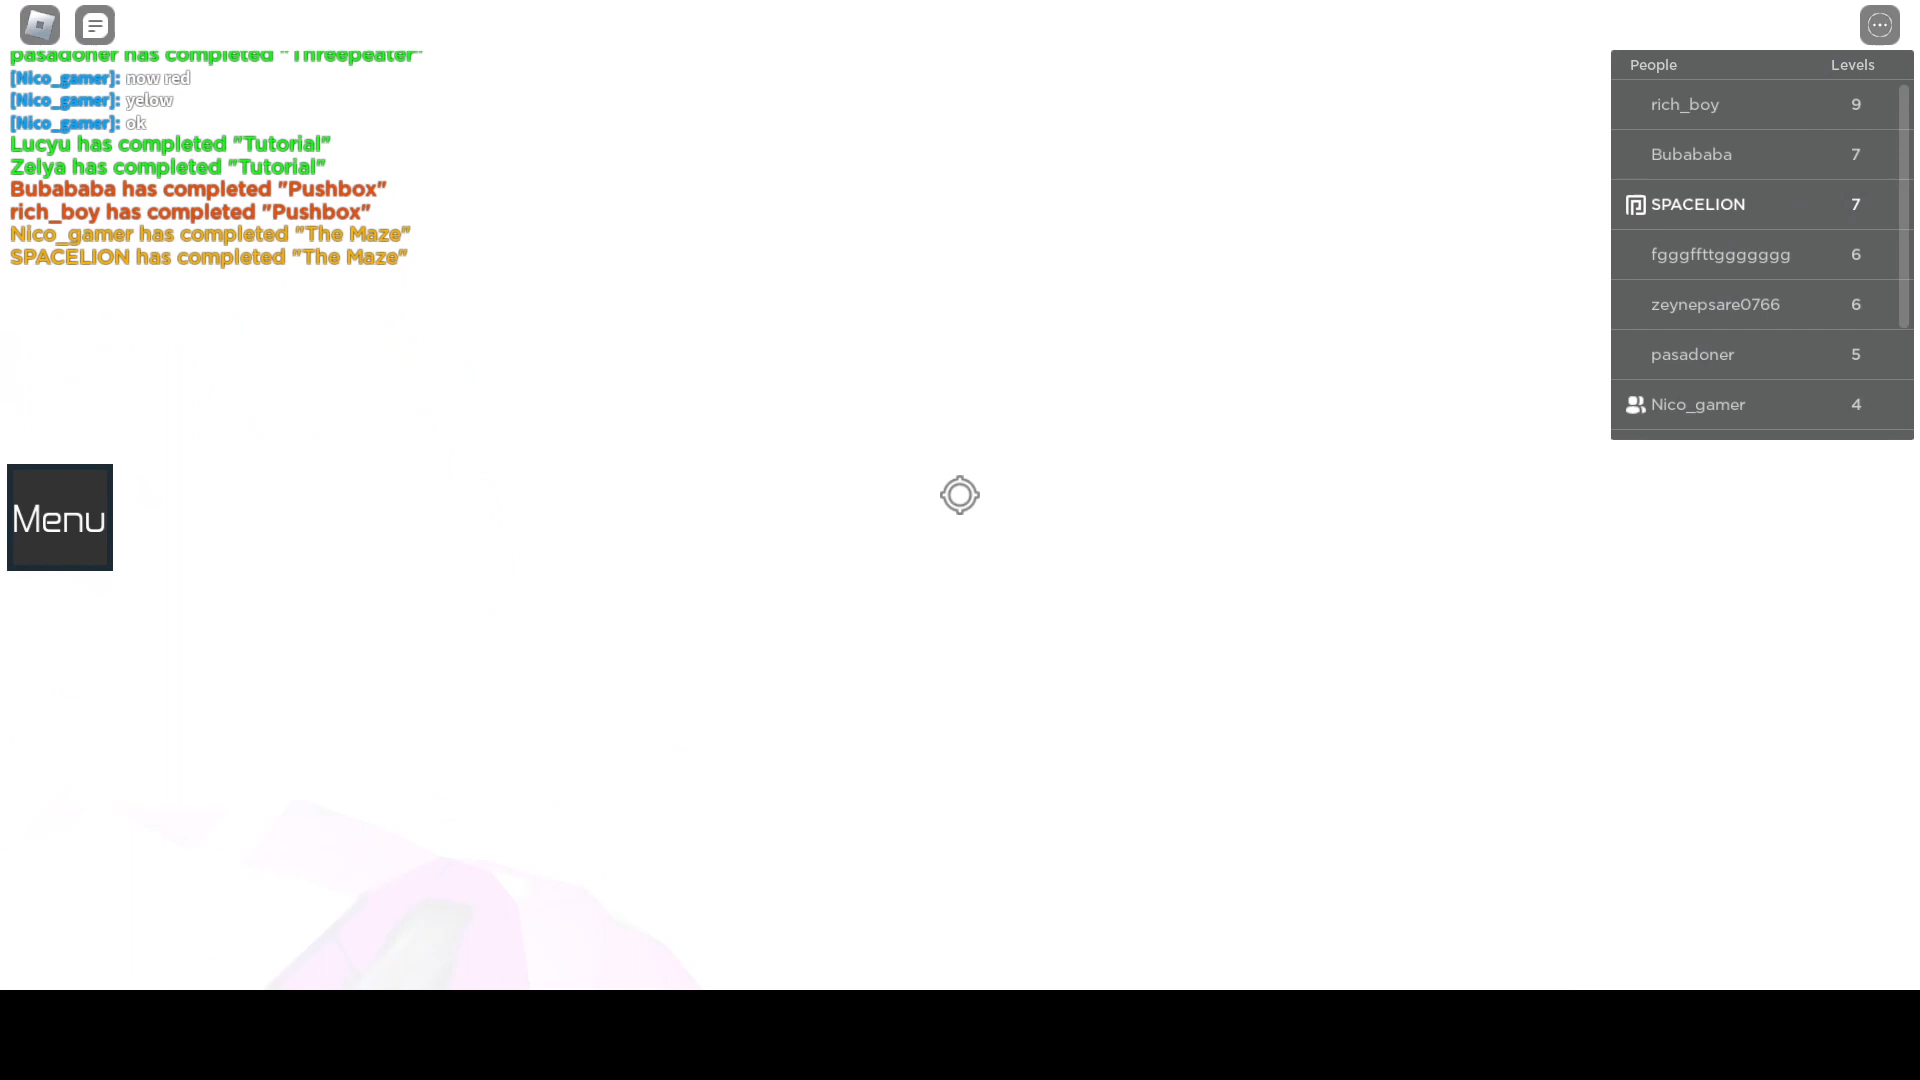 pasadoner has completed "Threepeater"
[Nico_gamer]: now red
[Nico_gamer]: yelow
[Nico_gamer]: ok
Lucyu has completed "Tutorial"
Zelya has completed "Tutorial"
Bubababa has completed "Pushbox"
rich_boy has completed "Pushbox"
Nico_gamer has completed "The Maze"
SPACELION has completed "The Maze"
Menu
People Levels
rich_boy 9
Bubababa 7
SPACELION 7
fgggffttggggggg 6
zeynepsare0766 6
pasadoner 5
Nico_gamer 4